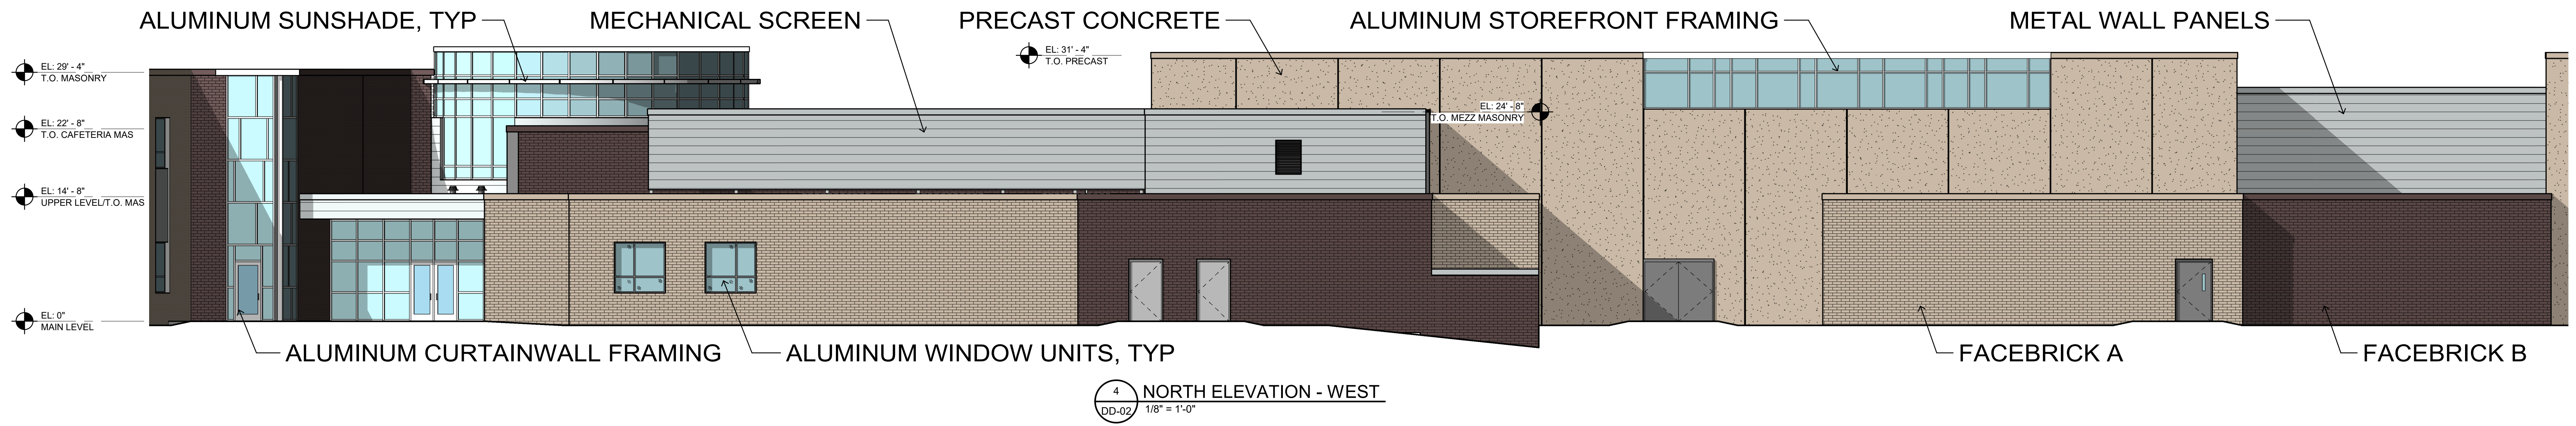 ALUMINUM SUNSHADE, TYP
MECHANICAL SCREEN
PRECAST CONCRETE
ALUMINUM STOREFRONT FRAMING
METAL WALL PANELS
EL: 31' - 4"
T.O. PRECAST
EL: 29' - 4"
T.O. MASONRY
EL: 24' - 8"
T.O. MEZZ MASONRY
EL: 22' - 8"
T.O. CAFETERIA MAS
EL: 14' - 8"
UPPER LEVEL/T.O. MAS
EL: 0"
MAIN LEVEL
ALUMINUM CURTAINWALL FRAMING
ALUMINUM WINDOW UNITS, TYP
FACEBRICK A
FACEBRICK B
4
DD-02
NORTH ELEVATION - WEST
1/8" = 1'-0"